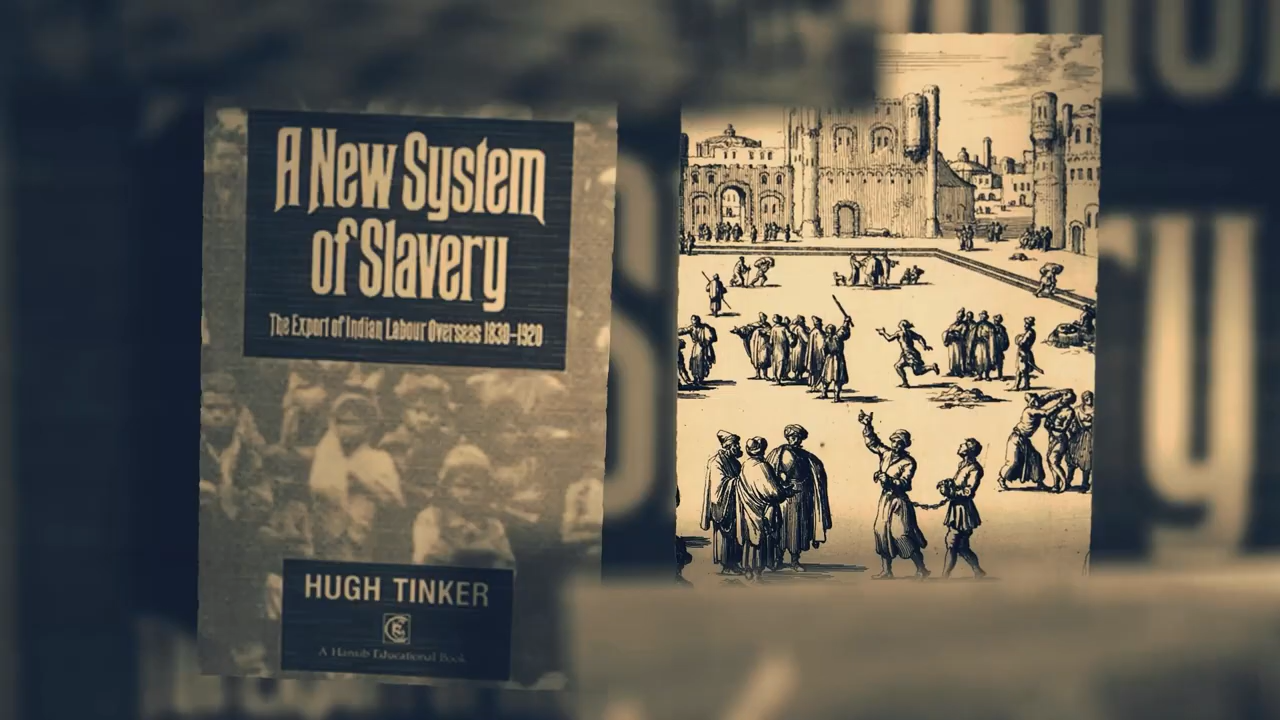 A New System
of Slavery
The Export of Indian Labour Overseas 1830–1920
HUGH TINKER
A Hansib Educational Book